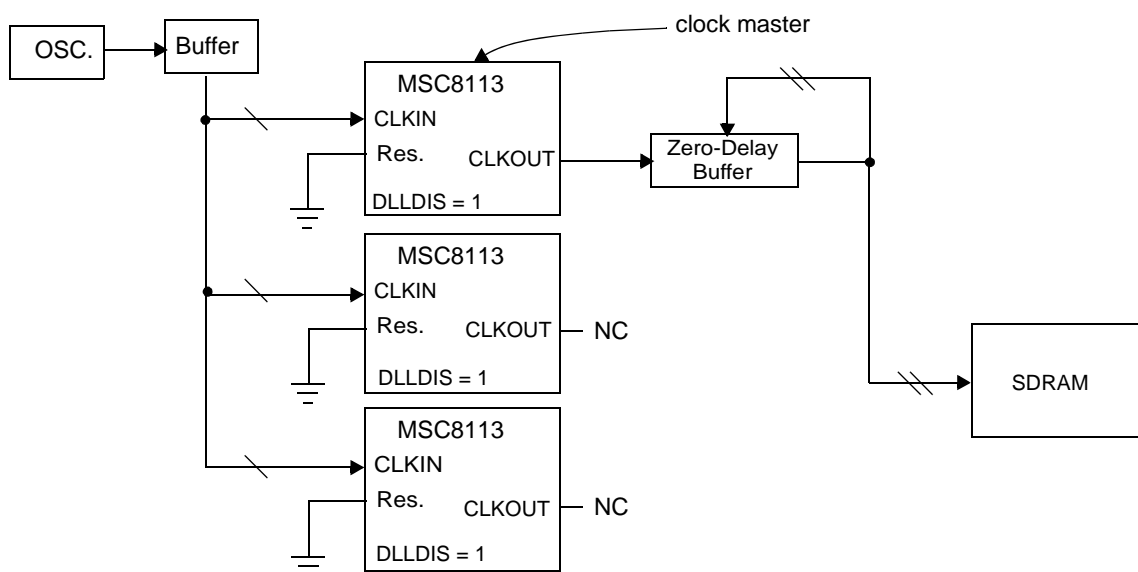 clock master
OSC.
Buffer
MSC8113
CLKIN
Res.
CLKOUT
DLLDIS = 1
Zero-Delay
Buffer
MSC8113
CLKIN
Res.
CLKOUT
NC
DLLDIS = 1
SDRAM
MSC8113
CLKIN
Res.
CLKOUT
NC
DLLDIS = 1